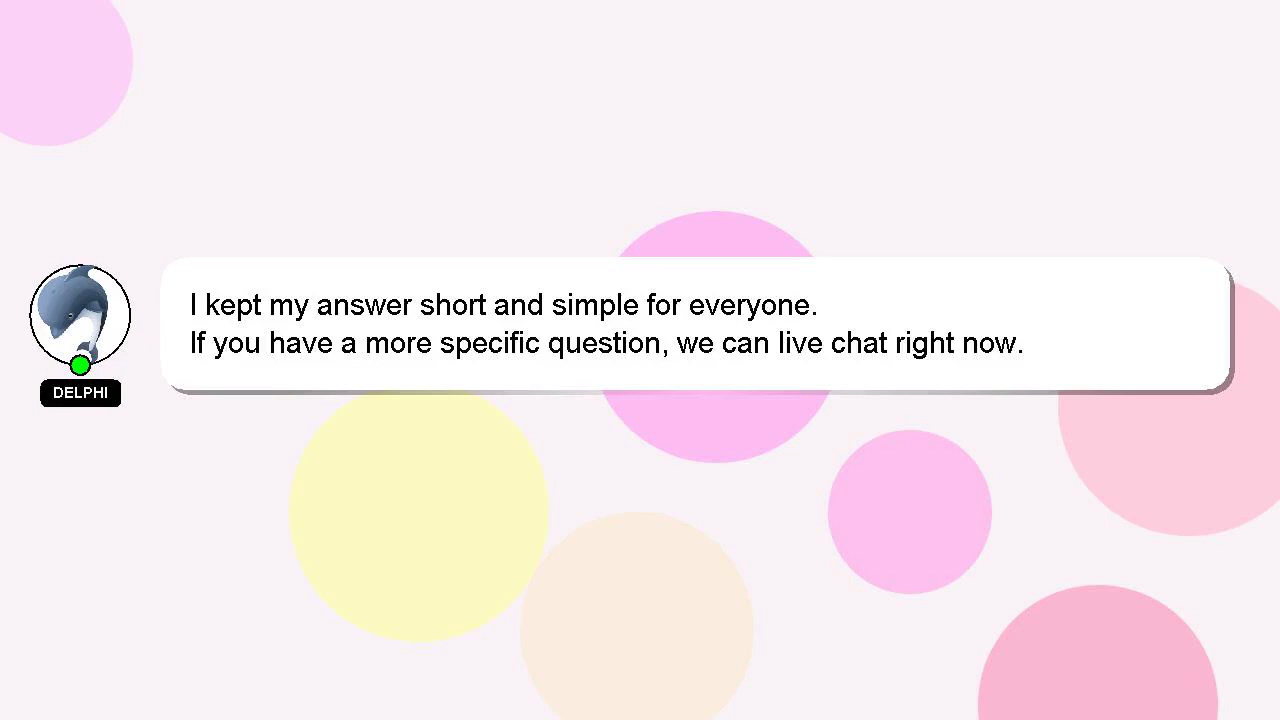 I kept my answer short and simple for everyone.
If you have a more specific question, we can live chat right now.
DELPHI